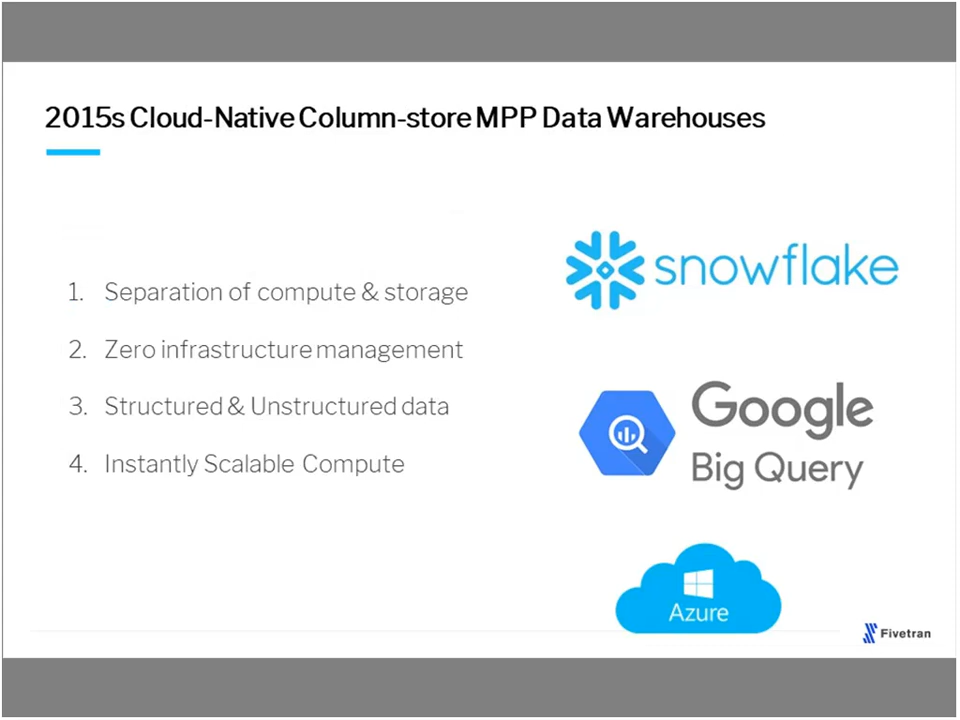 2015s Cloud-Native Column-store MPP Data Warehouses
1. Separation of compute & storage
2. Zero infrastructure management
3. Structured & Unstructured data
4. Instantly Scalable Compute
snowflake
Google
Big Query
Azure
Fivetran